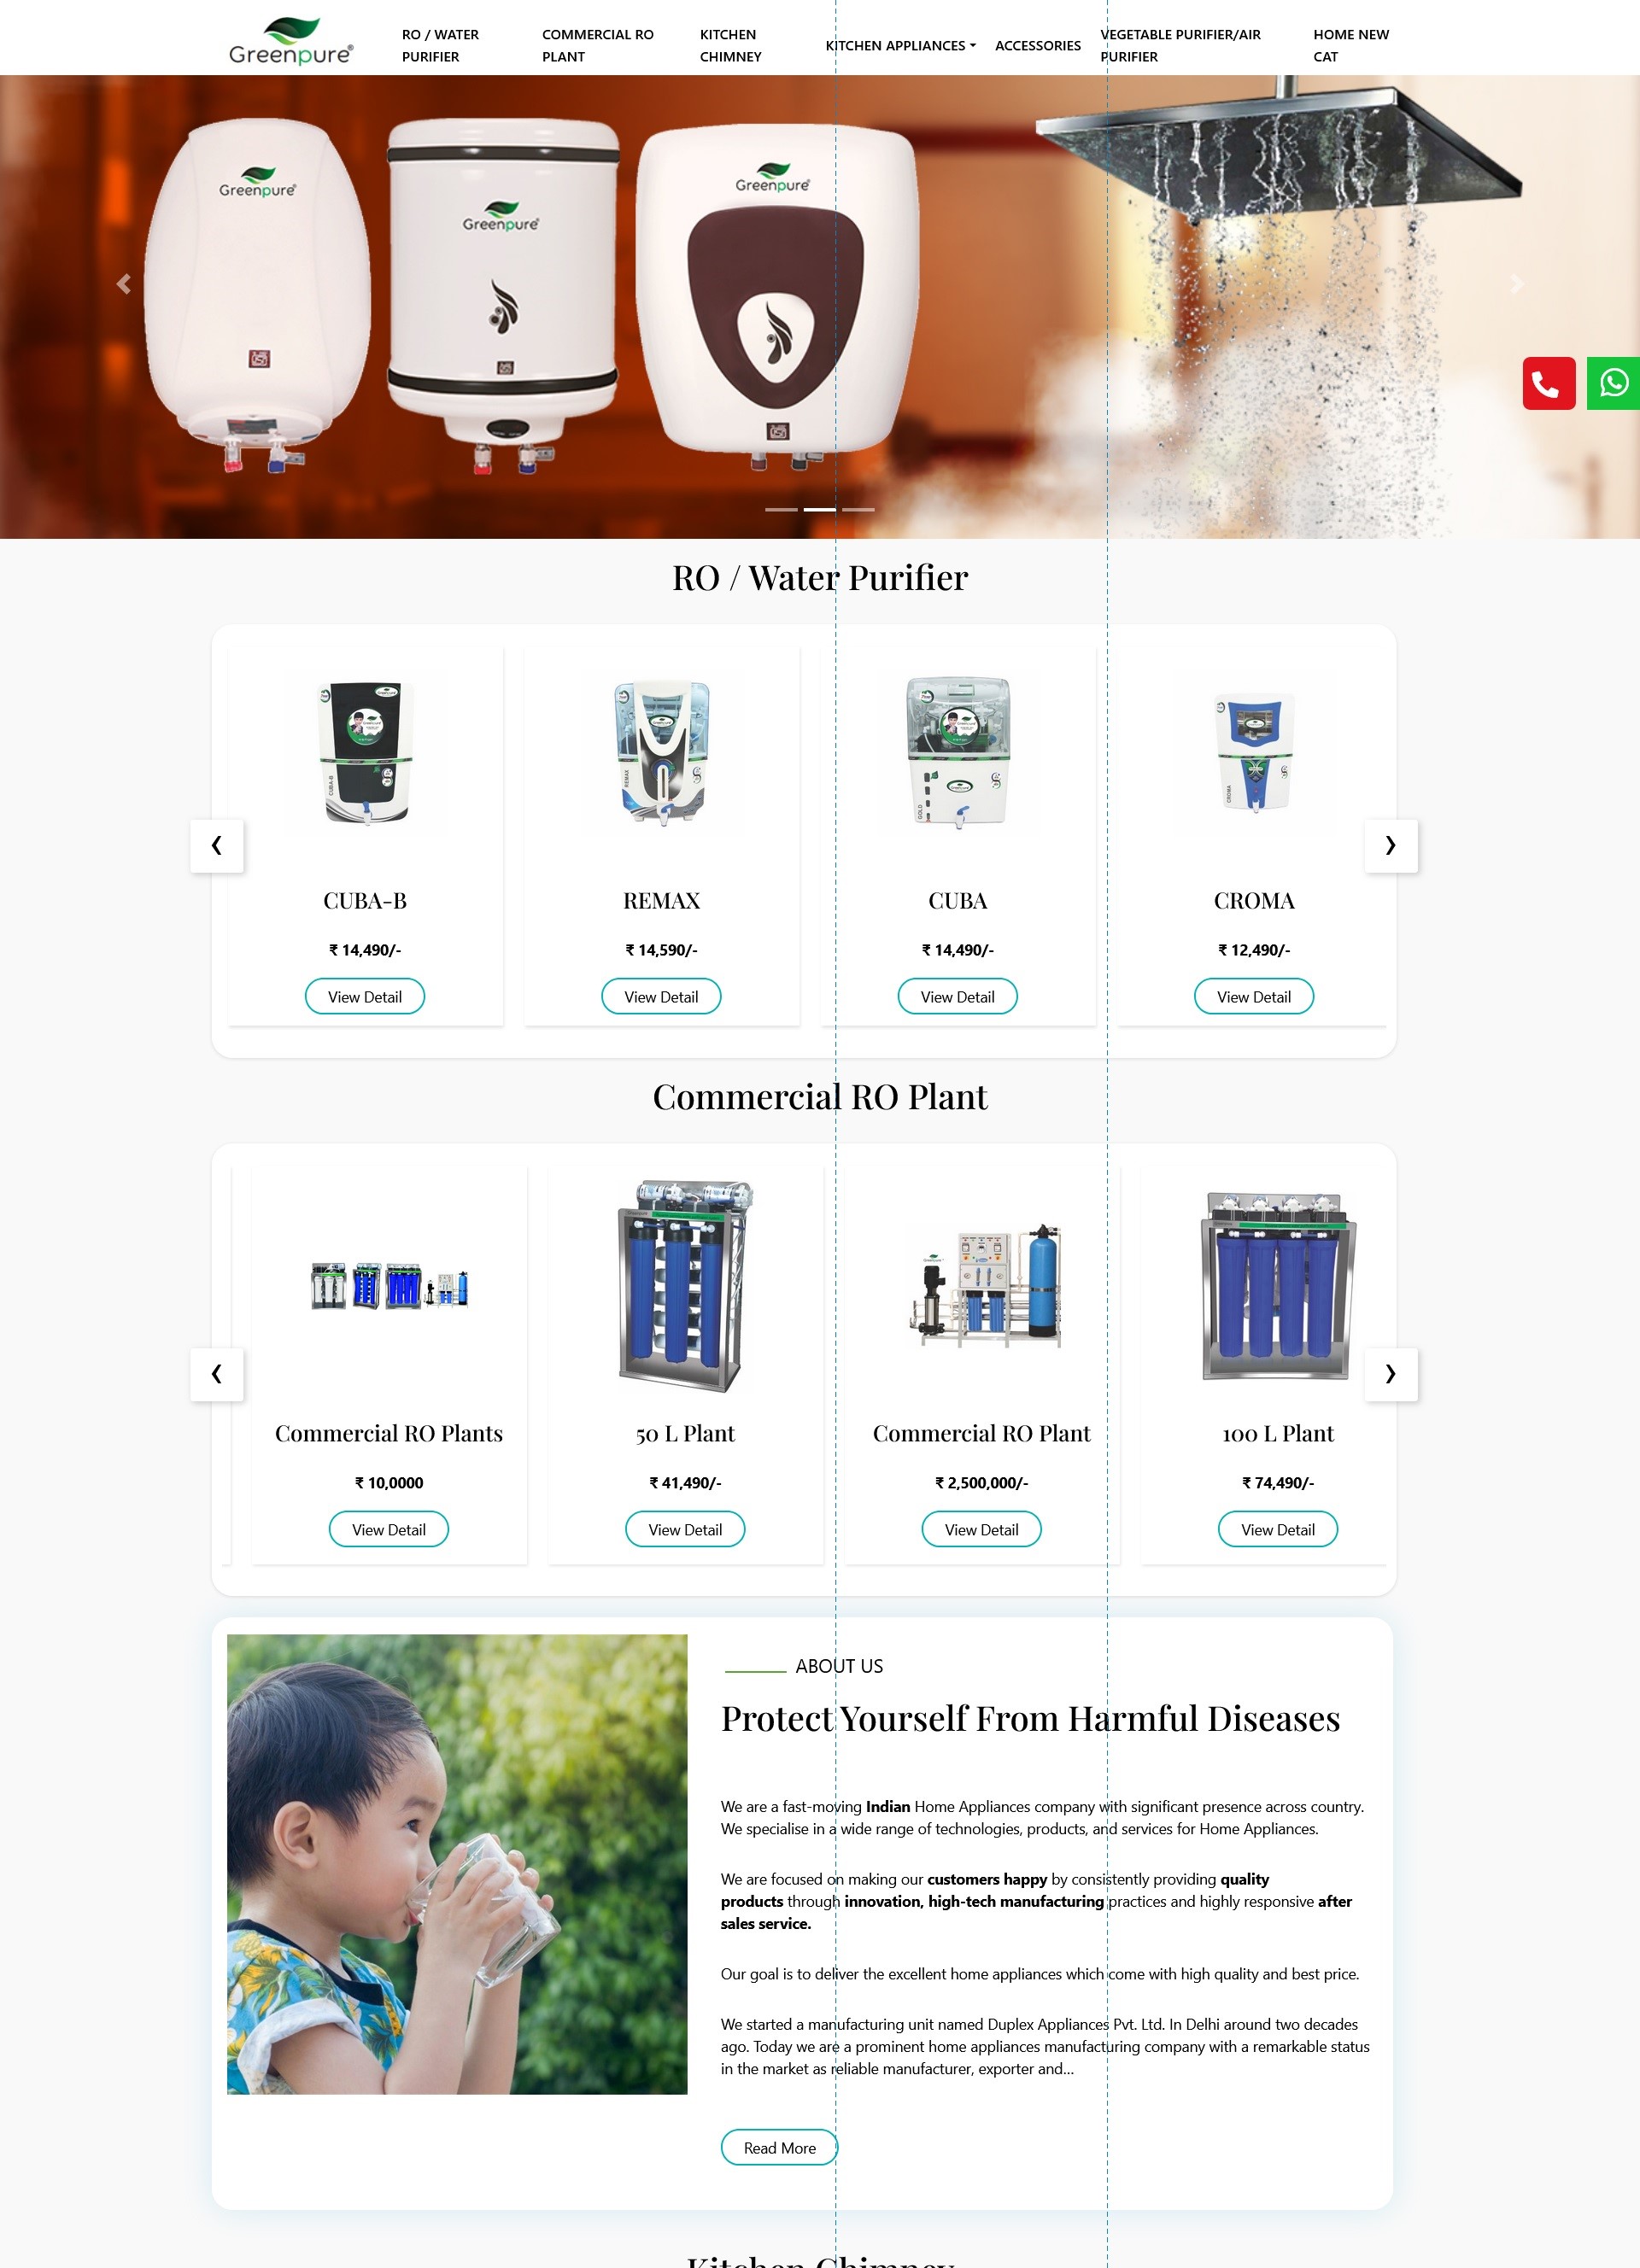 Greenpure®
RO / WATER PURIFIER
COMMERCIAL RO PLANT
KITCHEN CHIMNEY
KITCHEN APPLIANCES
ACCESSORIES
VEGETABLE PURIFIER/AIR PURIFIER
HOME NEW CAT
Greenpure®
Greenpure®
Greenpure®
RO / Water Purifier
CUBA-B
REMAX
GOLD
CROMA
❮
❯
CUBA-B
REMAX
CUBA
CROMA
₹ 14,490/-
₹ 14,590/-
₹ 14,490/-
₹ 12,490/-
View Detail
View Detail
View Detail
View Detail
Commercial RO Plant
❮
❯
Commercial RO Plants
50 L Plant
Commercial RO Plant
100 L Plant
₹ 10,0000
₹ 41,490/-
₹ 2,500,000/-
₹ 74,490/-
View Detail
View Detail
View Detail
View Detail
ABOUT US
Protect Yourself From Harmful Diseases
We are a fast-moving Indian Home Appliances company with significant presence across country.
We specialise in a wide range of technologies, products, and services for Home Appliances.
We are focused on making our customers happy by consistently providing quality
products through innovation, high-tech manufacturing practices and highly responsive after
sales service.
Our goal is to deliver the excellent home appliances which come with high quality and best price.
We started a manufacturing unit named Duplex Appliances Pvt. Ltd. In Delhi around two decades
ago. Today we are a prominent home appliances manufacturing company with a remarkable status
in the market as reliable manufacturer, exporter and...
Read More
Kitchen Chimney